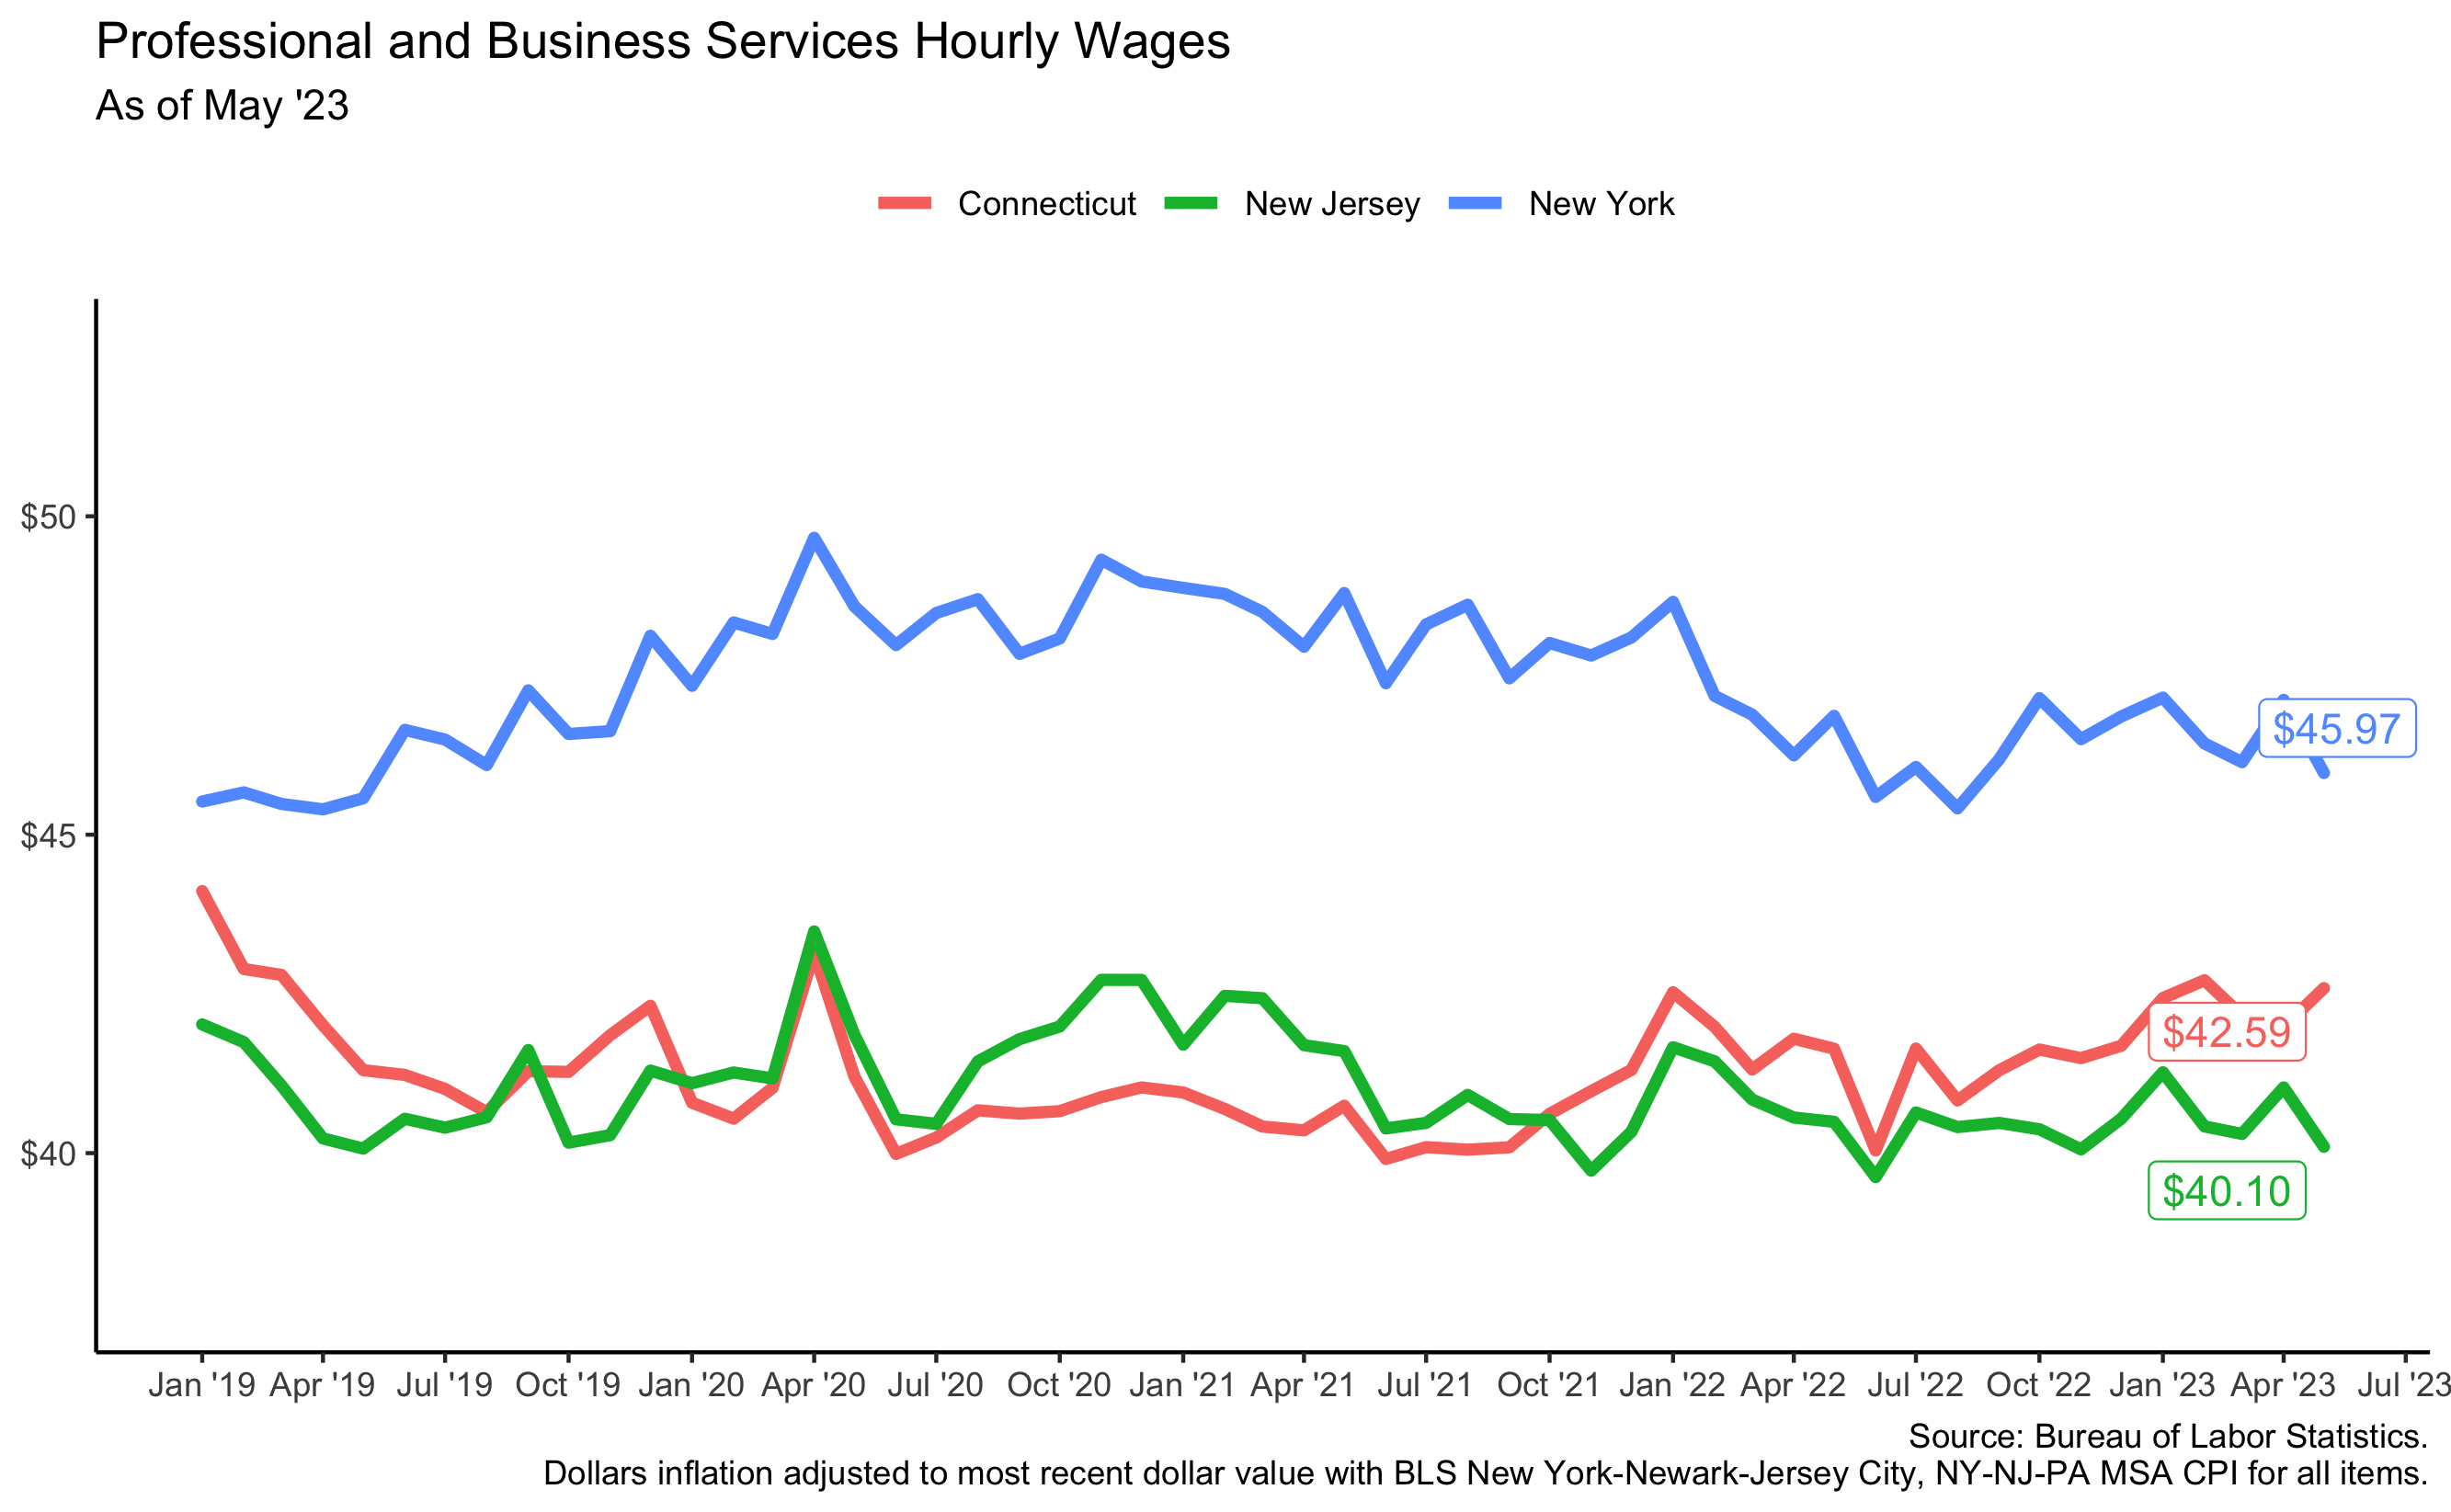 Professional and Business Services Hourly Wages
As of May '23
Connecticut New Jersey New York
$50
$45
$40
$45.97
$42.59
$40.10
Jan '19 Apr '19 Jul '19 Oct '19 Jan '20 Apr '20 Jul '20 Oct '20 Jan '21 Apr '21 Jul '21 Oct '21 Jan '22 Apr '22 Jul '22 Oct '22 Jan '23 Apr '23 Jul '23
Source: Bureau of Labor Statistics.
Dollars inflation adjusted to most recent dollar value with BLS New York-Newark-Jersey City, NY-NJ-PA MSA CPI for all items.